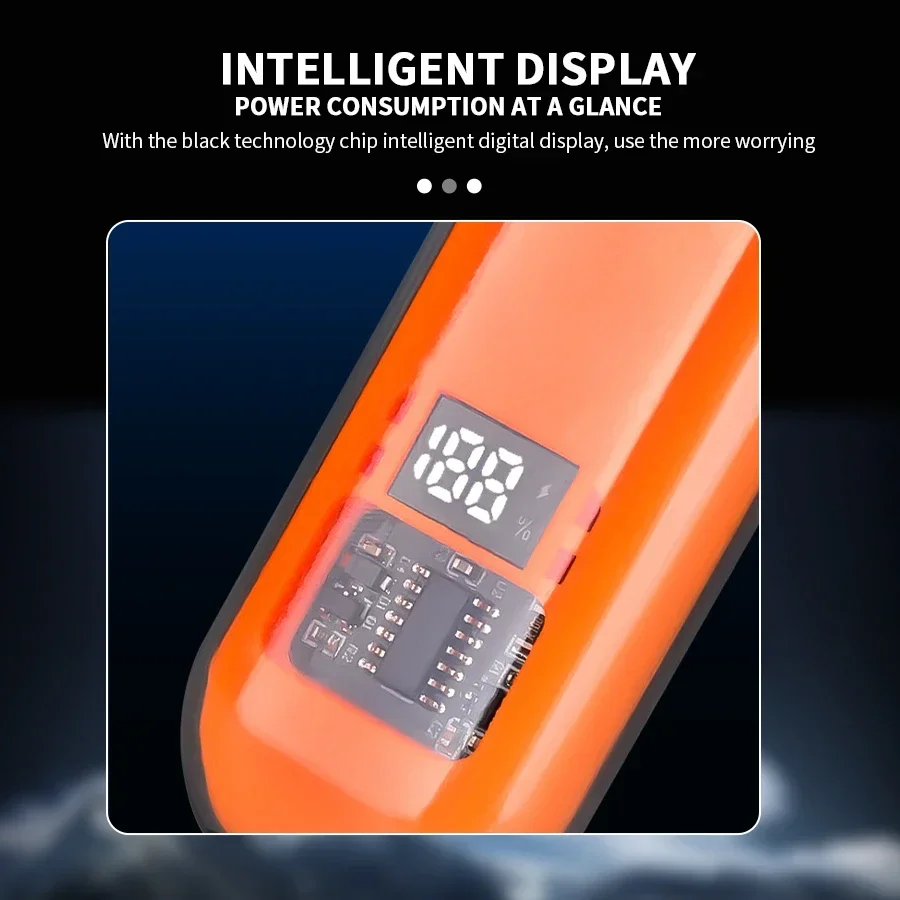 INTELLIGENT DISPLAY
POWER CONSUMPTION AT A GLANCE
With the black technology chip intelligent digital display, use the more worrying
188
%